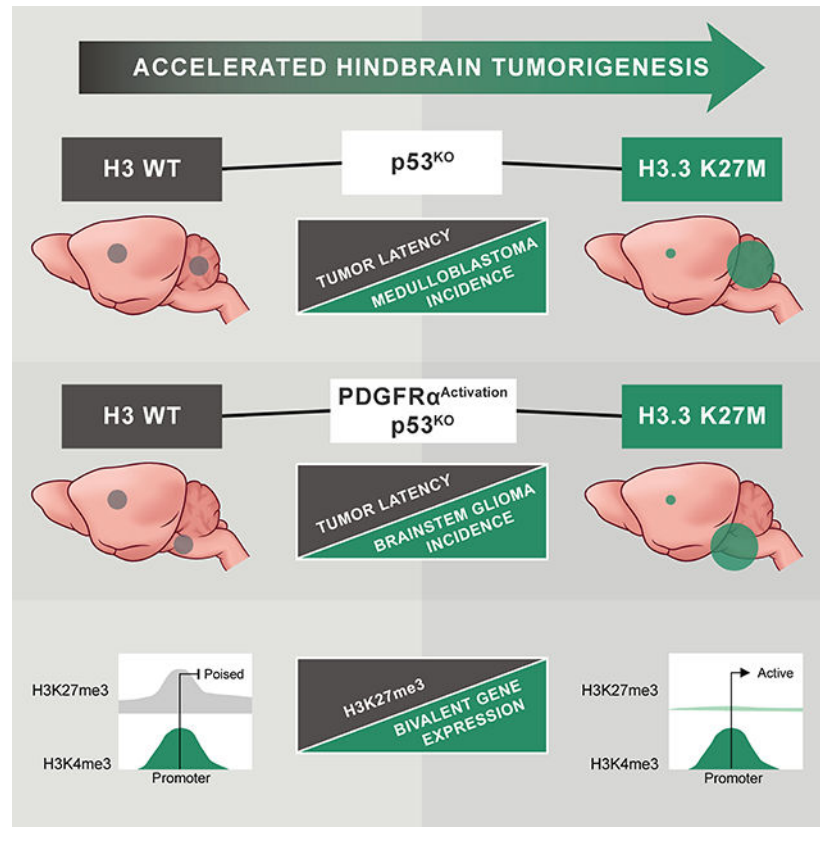 ACCELERATED HINDBRAIN TUMORIGENESIS
H3 WT
p53KO
H3.3 K27M
TUMOR LATENCY
MEDULLOBLASTOMA
INCIDENCE
H3 WT
PDGFRαActivation
p53KO
H3.3 K27M
TUMOR LATENCY
BRAINSTEM GLIOMA
INCIDENCE
H3K27me3
Poised
H3K4me3
Promoter
H3K27me3
BIVALENT GENE
EXPRESSION
H3K27me3
Active
H3K4me3
Promoter